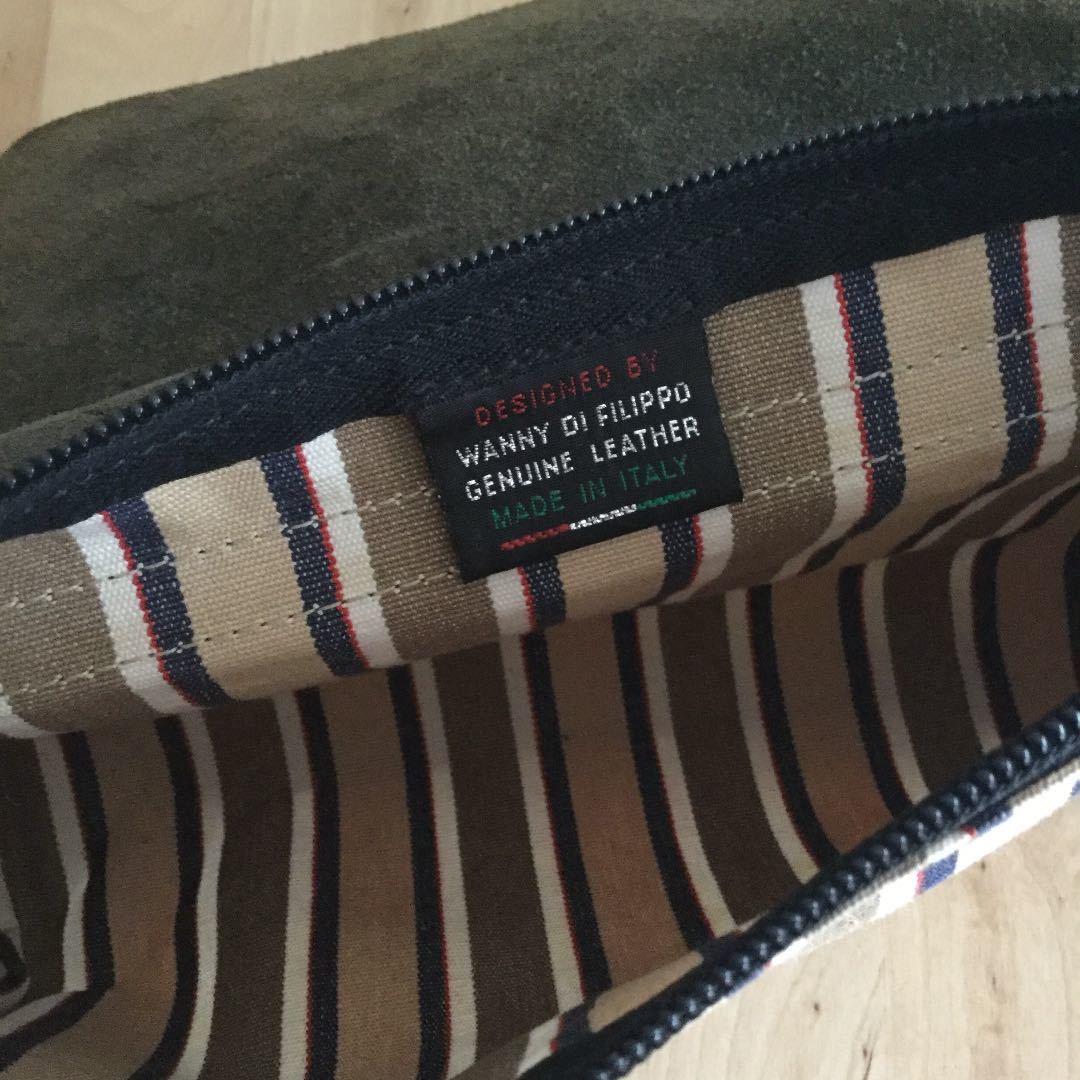 DESIGNED BY
WANNY DI FILIPPO
GENUINE LEATHER
MADE IN ITALY